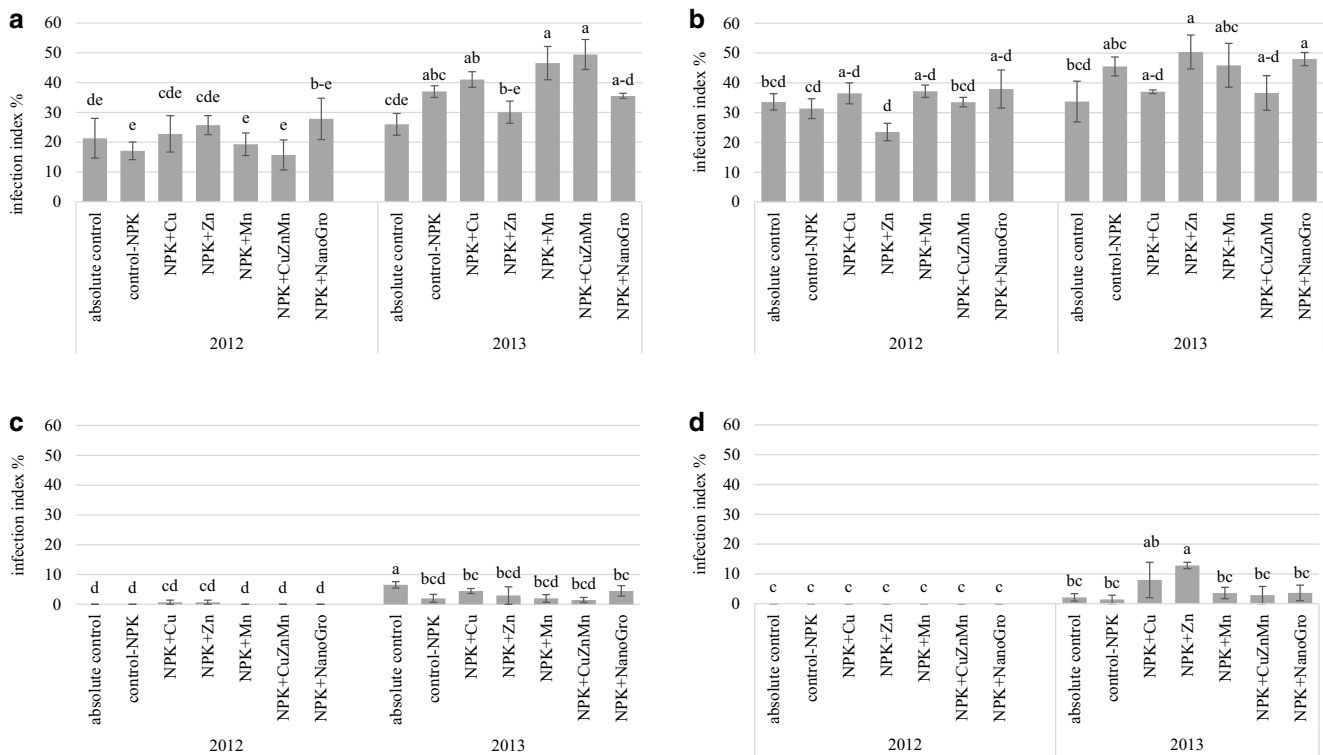 a
infection index %
60
50
40
30
20
10
0
de e cde cde e e b-e cde abc ab b-e a a a-d
absolute control
control-NPK
NPK+Cu
NPK+Zn
NPK+Mn
NPK+CuZnMn
NPK+NanoGro
absolute control
control-NPK
NPK+Cu
NPK+Zn
NPK+Mn
NPK+CuZnMn
NPK+NanoGro
2012 2013
b
infection index %
60
50
40
30
20
10
0
bcd cd a-d d a-d bcd a-d bcd abc a-d a abc a-d a
absolute control
control-NPK
NPK+Cu
NPK+Zn
NPK+Mn
NPK+CuZnMn
NPK+NanoGro
absolute control
control-NPK
NPK+Cu
NPK+Zn
NPK+Mn
NPK+CuZnMn
NPK+NanoGro
2012 2013
c
infection index %
60
50
40
30
20
10
0
d d cd cd d d d a bcd bc bcd bcd bcd bc
absolute control
control-NPK
NPK+Cu
NPK+Zn
NPK+Mn
NPK+CuZnMn
NPK+NanoGro
absolute control
control-NPK
NPK+Cu
NPK+Zn
NPK+Mn
NPK+CuZnMn
NPK+NanoGro
2012 2013
d
infection index %
60
50
40
30
20
10
0
c c c c c c c bc bc ab a bc bc bc
absolute control
control-NPK
NPK+Cu
NPK+Zn
NPK+Mn
NPK+CuZnMn
NPK+NanoGro
absolute control
control-NPK
NPK+Cu
NPK+Zn
NPK+Mn
NPK+CuZnMn
NPK+NanoGro
2012 2013